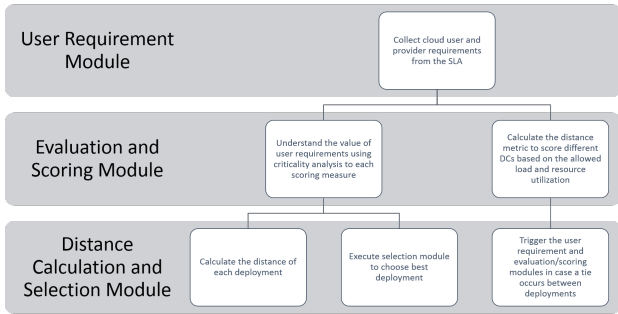 User Requirement
Module
Collect cloud user and
provider requirements
from the SLA
Evaluation and
Scoring Module
Understand the value of
user requirements using
criticality analysis to each
scoring measure
Calculate the distance
metric to score different
DCs based on the allowed
load and resource
utilization
Distance
Calculation and
Selection Module
Calculate the distance of
each deployment
Execute selection module
to choose best
deployment
Trigger the user
requirement and
evaluation/scoring
modules in case a tie
occurs between
deployments